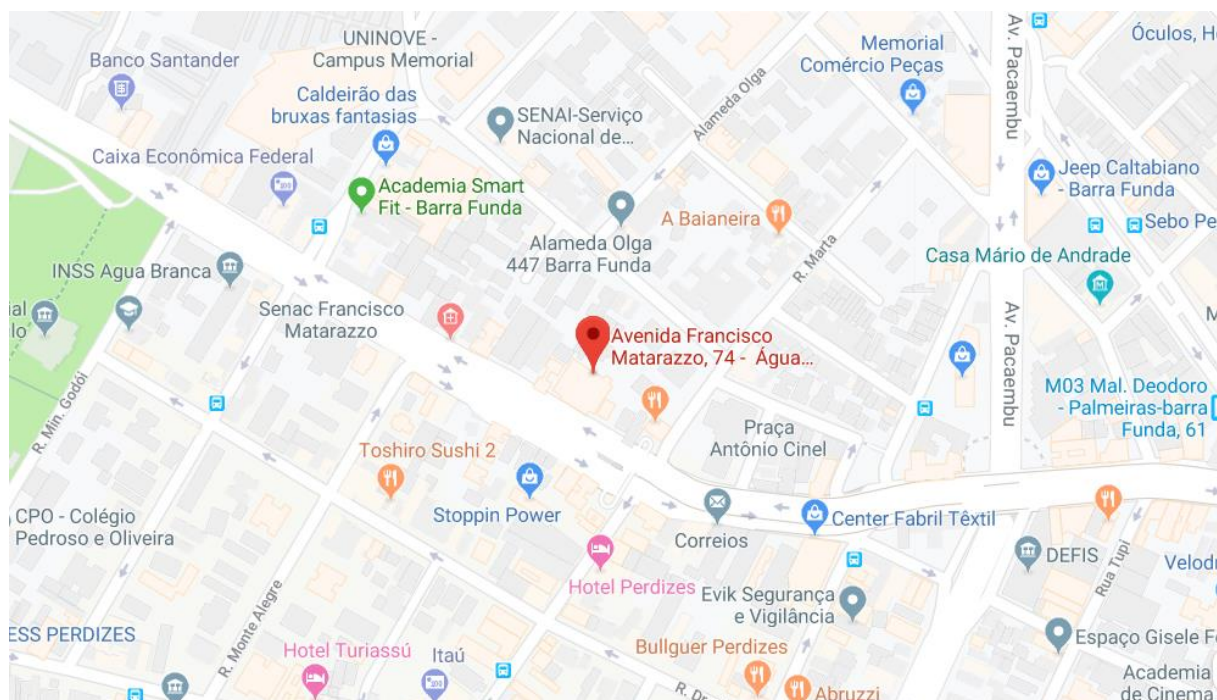 UNINOVE -
Campus Memorial
Banco Santander
Caldeirão das
bruxas fantasias
SENAI-Serviço
Nacional de...
Alameda Olga
Memorial
Comércio Peças
Av. Pacaembu
Óculos, H
Caixa Econômica Federal
Academia Smart
Fit - Barra Funda
A Baianeira
Jeep Caltabiano
- Barra Funda
Sebo Pe
Alameda Olga
447 Barra Funda
R. Marta
Casa Mário de Andrade
INSS Agua Branca
ial
lo
Senac Francisco
Matarazzo
Avenida Francisco
Matarazzo, 74 - Água...
Av. Pacaembu
M
R. Min. Godói
M03 Mal. Deodoro
- Palmeiras-barra
Funda, 61
Praça
Antônio Cinel
Toshiro Sushi 2
Stoppin Power
CPO - Colégio
Pedroso e Oliveira
Correios
Center Fabril Têxtil
Hotel Perdizes
DEFIS
Rua Tupi
Velodr
Evik Segurança
e Vigilância
R. Monte Alegre
ESS PERDIZES
Hotel Turiassú
Itaú
Bullguer Perdizes
Espaço Gisele Fe
R. D
Abruzzi
Academia
de Cinema